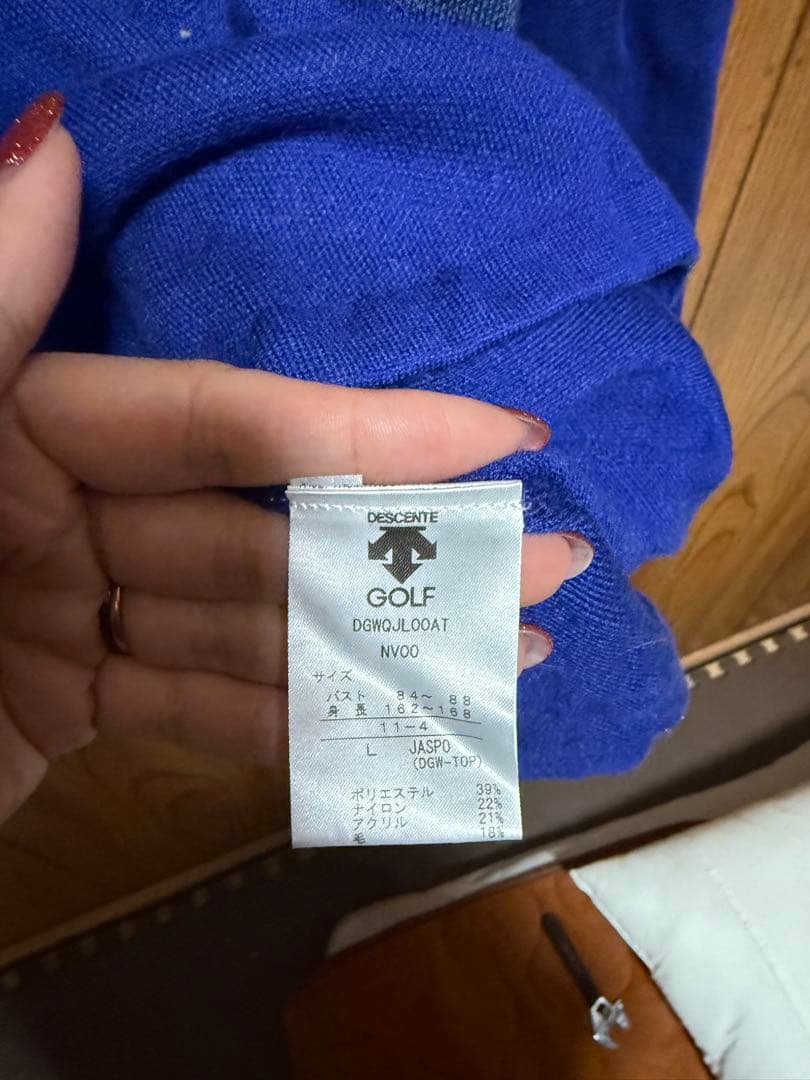 DESCENTE
GOLF
DGWQJL00AT
NV00
サイズ
バスト 84～ 88
身長 162～168
11-4
L JASPO
(DGW-TOP)
ポリエステル 39%
ナイロン 22%
アクリル 21%
毛 18%